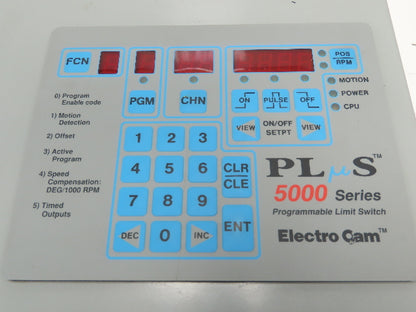 FCN
POS
RPM
MOTION
POWER
CPU
PGM
CHN
ON
PULSE
OFF
VIEW
ON/OFF
SETPT
VIEW
0) Program
Enable code
1) Motion
Detection
2) Offset
3) Active
Program
4) Speed
Compensation:
DEG/1000 RPM
5) Timed
Outputs
1 2 3
4 5 6
7 8 9
DEC 0 INC
CLR
CLE
ENT
PLμS™
5000 Series
Programmable Limit Switch
Electro Cam™